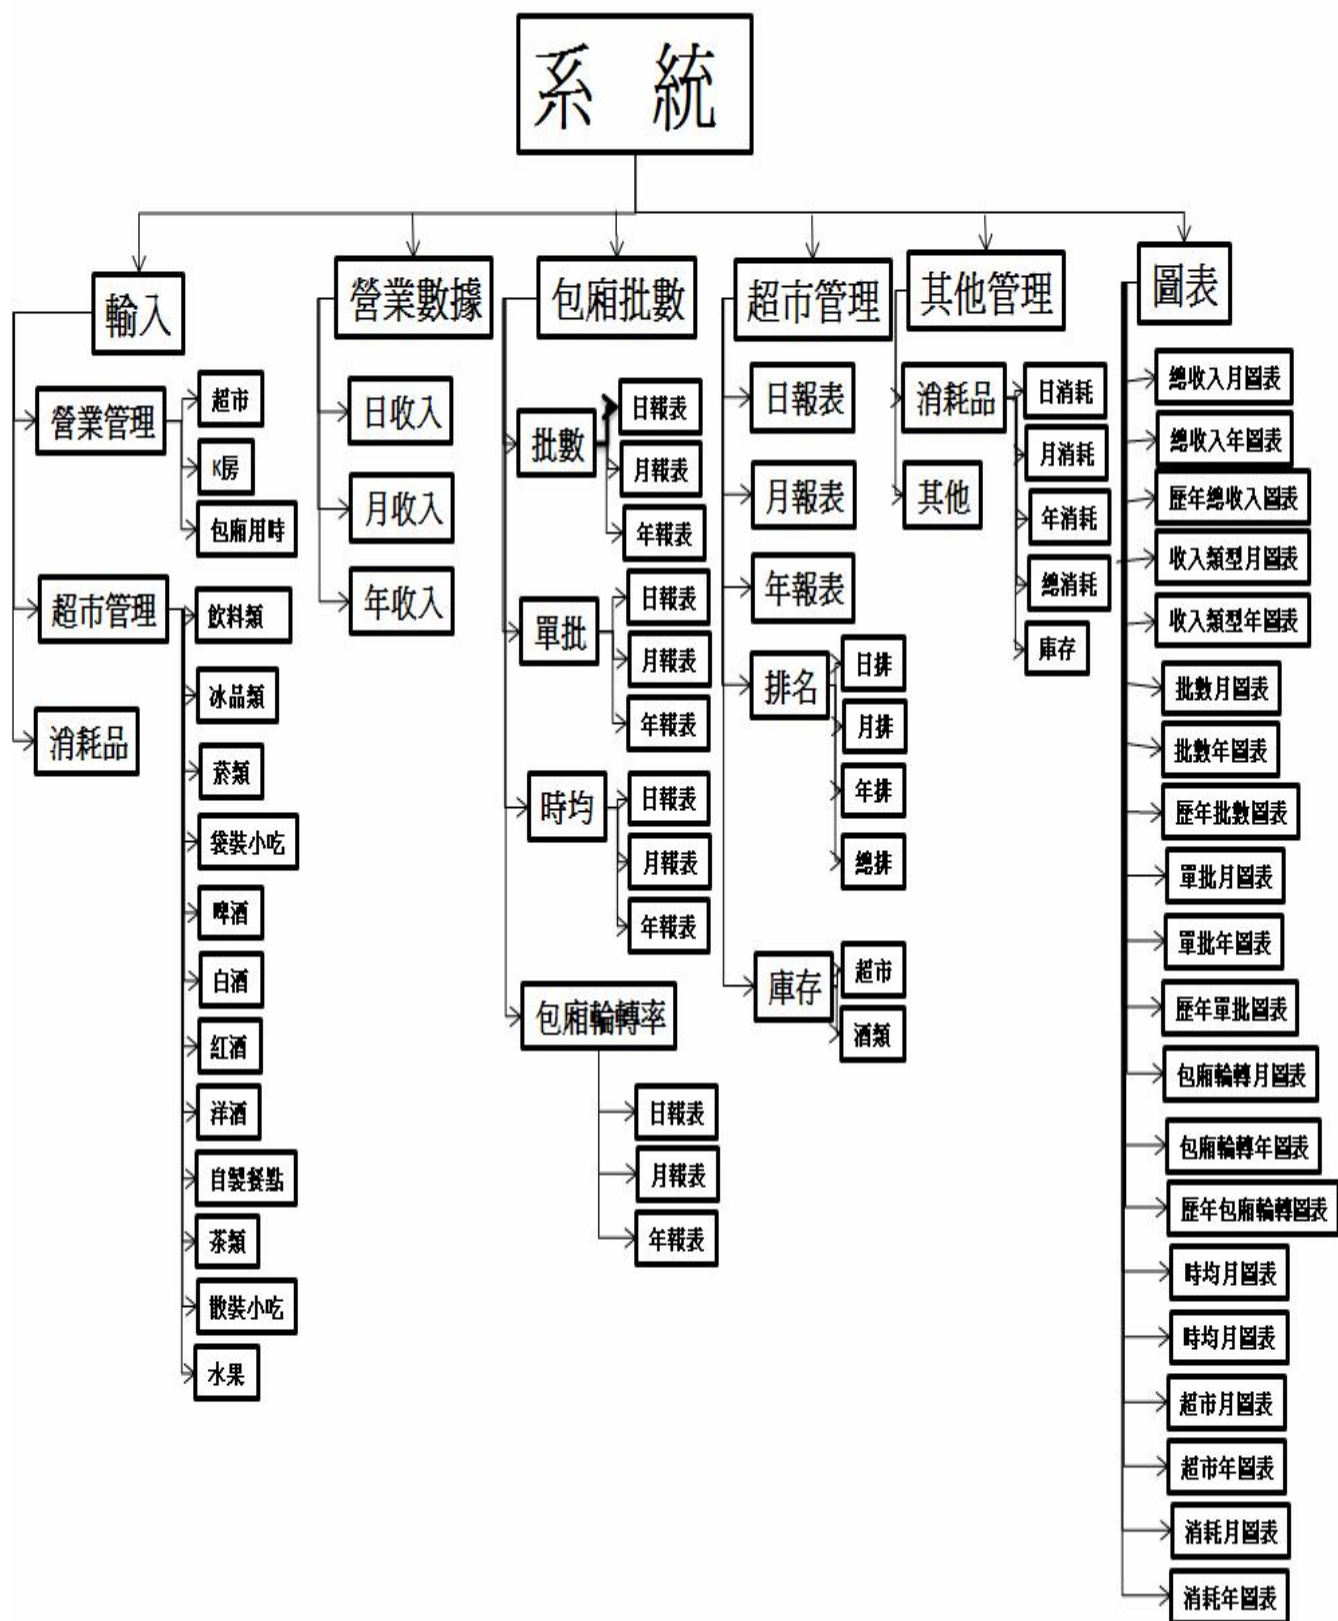 系 統
輸入
營業管理
超市
K房
包廂用時
超市管理
飲料類
冰品類
菸類
袋裝小吃
啤酒
白酒
紅酒
洋酒
自製餐點
茶類
散裝小吃
水果
消耗品
營業數據
日收入
月收入
年收入
包廂批數
批數
日報表
月報表
年報表
單批
日報表
月報表
年報表
時均
日報表
月報表
年報表
包廂輪轉率
日報表
月報表
年報表
超市管理
日報表
月報表
年報表
排名
日排
月排
年排
總排
庫存
超市
酒類
其他管理
消耗品
日消耗
月消耗
年消耗
總消耗
庫存
其他
圖表
總收入月圖表
總收入年圖表
歷年總收入圖表
收入類型月圖表
收入類型年圖表
批數月圖表
批數年圖表
歷年批數圖表
單批月圖表
單批年圖表
歷年單批圖表
包廂輪轉月圖表
包廂輪轉年圖表
歷年包廂輪轉圖表
時均月圖表
時均月圖表
超市月圖表
超市年圖表
消耗月圖表
消耗年圖表